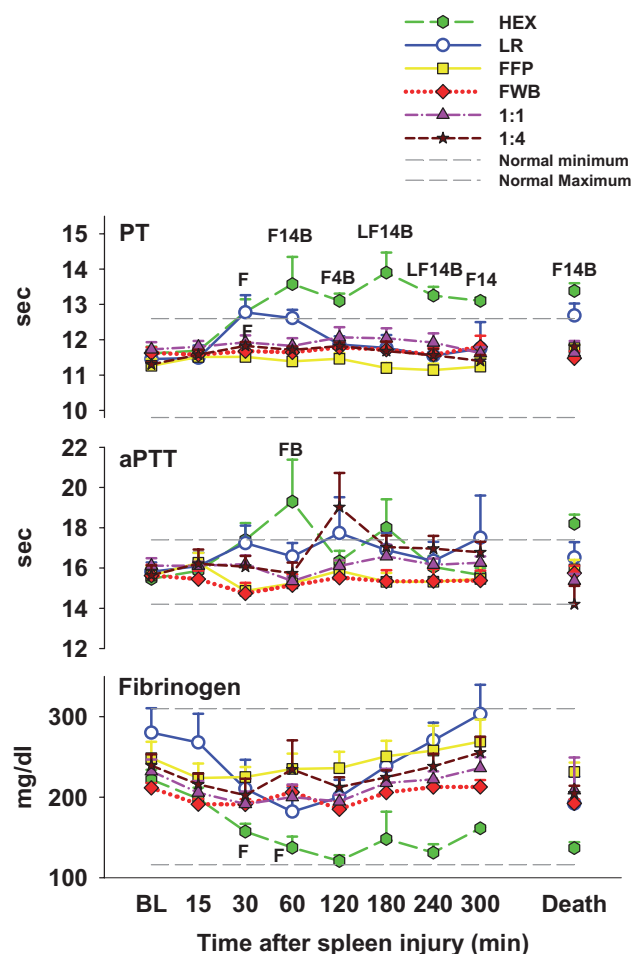 HEX
LR
FFP
FWB
1:1
1:4
Normal minimum
Normal Maximum
PT
15
14
13
12
11
10
sec
F
F
F14B
F4B
LF14B
LF14B
F14
F14B
aPTT
22
20
18
16
14
12
sec
FB
Fibrinogen
300
200
100
mg/dl
F
F
BL 15 30 60 120 180 240 300 Death
Time after spleen injury (min)